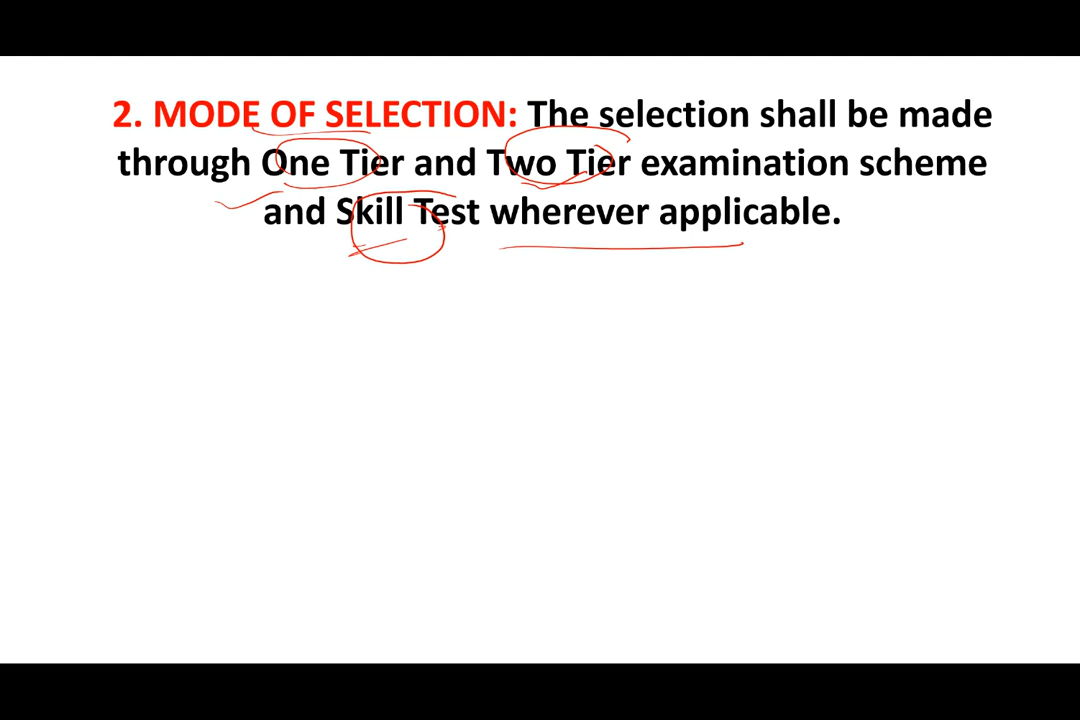 2. MODE OF SELECTION: The selection shall be made
through One Tier and Two Tier examination scheme
and Skill Test wherever applicable.